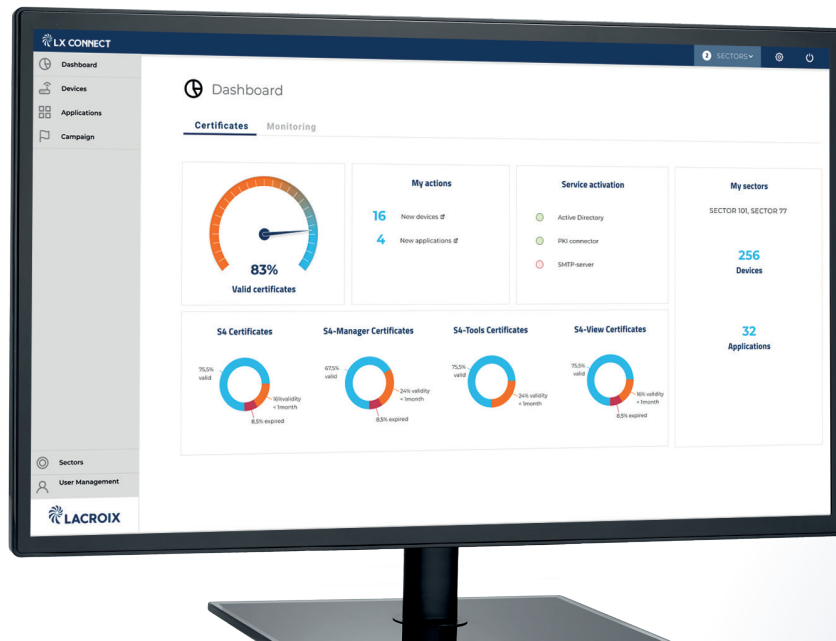 LX CONNECT
2 SECTORS
Dashboard
Devices
Applications
Campaign
Sectors
User Management
LACROIX
Dashboard
Certificates Monitoring
83%
Valid certificates
My actions
16 New devices
4 New applications
Service activation
Active Directory
PKI connector
SMTP-server
My sectors
SECTOR 101, SECTOR 77
256
Devices
32
Applications
S4 Certificates
75,5%
valid
16%validity
< 1month
8,5% expired
S4-Manager Certificates
67,5%
valid
24% validity
< 1month
8,5% expired
S4-Tools Certificates
75,5%
valid
24% validity
< 1month
S4-View Certificates
75,5%
valid
16% validity
< 1month
8,5% expired